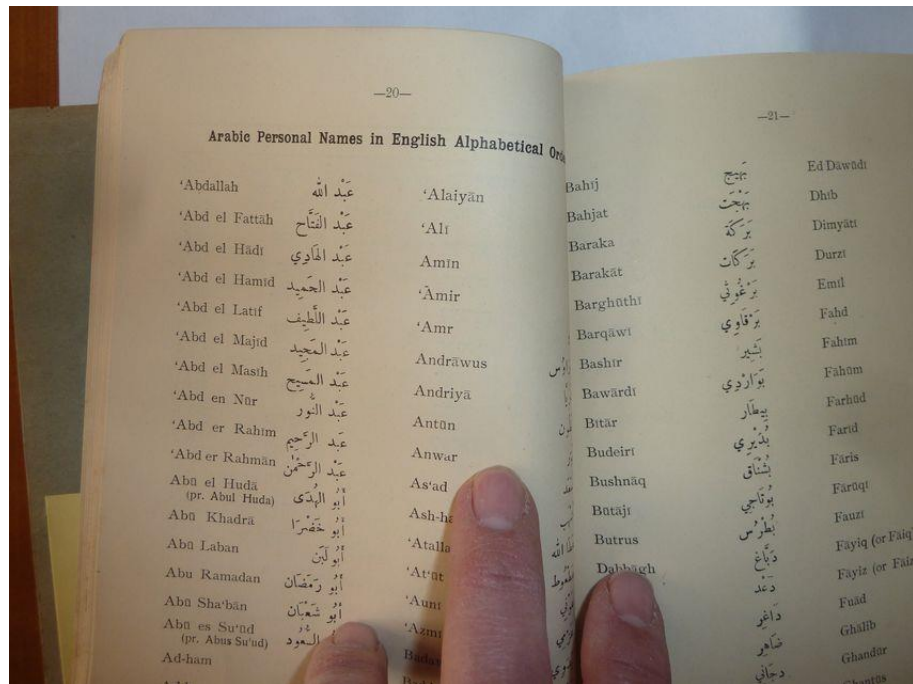 —20—
Arabic Personal Names in English Alphabetical
'Abdallah عَبْد الله
'Abd el Fattāh عَبْد الفَتَّاح
'Abd el Hādī عَبْد الهَادِي
'Abd el Hamīd عَبْد الحَمِيد
'Abd el Latīf عَبْد اللَّطِيف
'Abd el Majīd عَبْد المَجِيد
'Abd el Masīh عَبْد المَسِيح
'Abd en Nūr عَبْد النُّور
'Abd er Rahīm عَبْد الرَّحِيم
'Abd er Rahmān عَبْد الرَّحْمٰن
Abū el Hudā أَبُو الهُدَى
(pr. Abul Huda)
Abū Khadrā أَبُو خَضْرَا
Abū Laban أَبُو لَبَن
Abu Ramadan أَبُو رَمَضَان
Abū Sha'bān أَبُو شَعْبَان
Abū es Su'ūd
(pr. Abus Su'ud)
Ad-ham
'Alaiyān
'Alī
Amīn
'Āmir
'Amr
Andrāwus
Andriyā
Antūn
Anwar
As'ad
'Azmī
—21—
Bahīj بَهِيج
Bahjat بَهْجَت
Baraka بَرَكَة
Barakāt بَرَكَات
Barghūthī بَرْغُوثِي
Barqāwī بَرْقَاوِي
Bashīr بَشِير
Bawārdī بَوَارْدِي
Bītār بِيطَار
Budeirī بُدَيْرِي
Bushnāq بُشْنَاق
Būtājī بُوتَاجِي
Butrus بُطْرُس
Dabbāgh دَبَّاغ
دَعْد
دَاغَر
ضَاهِر
دَجَانِي
Ed Dāwūdī
Dhīb
Dimyātī
Durzī
Emīl
Fahd
Fahīm
Fāhūm
Farhūd
Farīd
Fāris
Fārūqī
Fauzī
Fāyiq (or Fāiq
Fāyiz (or
Fuād
Ghālib
Ghandūr